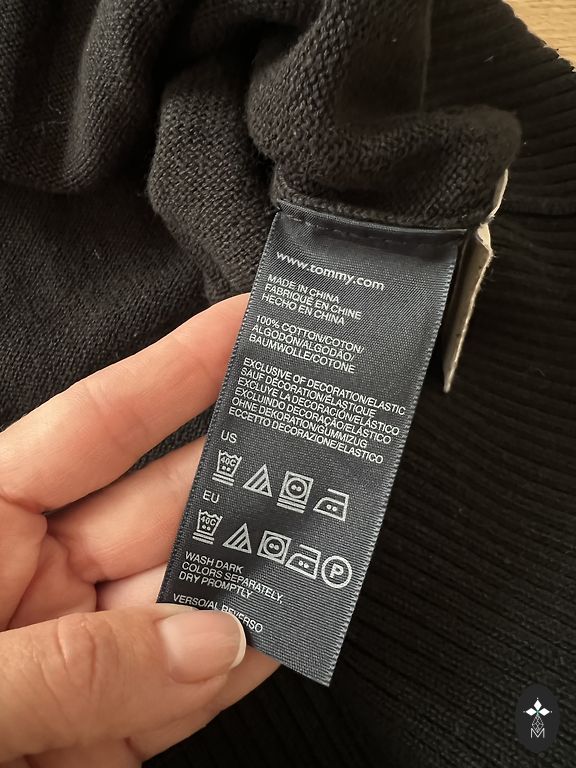 www.tommy.com
MADE IN CHINA
FABRIQUÉ EN CHINE
HECHO EN CHINA
100% COTTON/COTON/
ALGODÓN/ALGODÃO/
BAUMWOLLE/COTONE
EXCLUSIVE OF DECORATION/ELASTIC
SAUF DÉCORATION/ÉLASTIQUE
EXCLUYE LA DECORACIÓN/ELÁSTICO
EXCLUINDO DECORAÇÃO/ELÁSTICO
OHNE DEKORATION/GUMMIZUG
ECCETTO DECORAZIONE/ELASTICO
US
40C
EU
40C P
WASH DARK
COLORS SEPARATELY
DRY PROMPTLY
VERSO/AL REVERSO
M